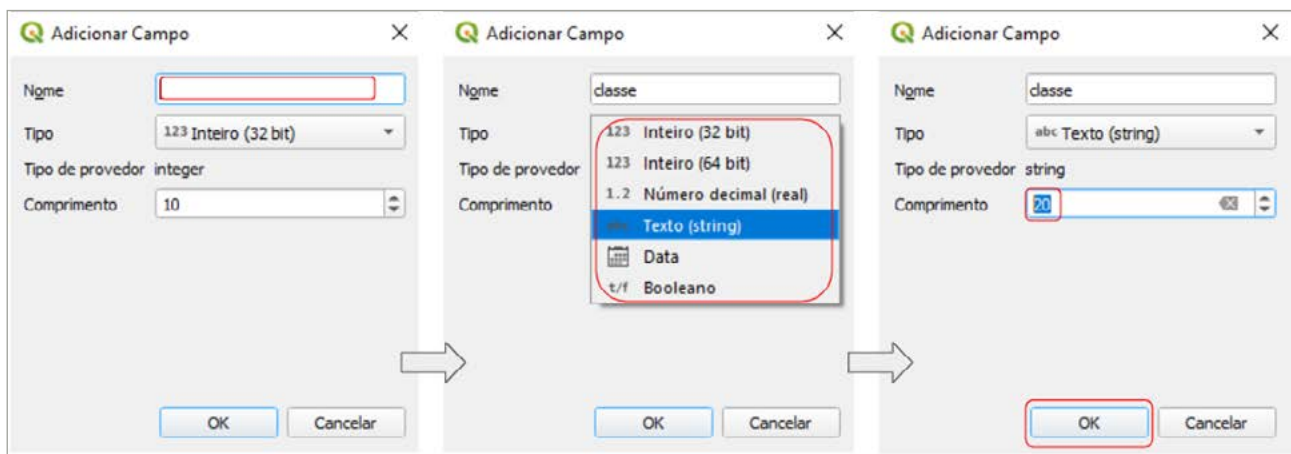 Adicionar Campo
Nome
Tipo 123 Inteiro (32 bit)
Tipo de provedor integer
Comprimento 10
OK Cancelar
Adicionar Campo
Nome classe
Tipo 123 Inteiro (32 bit)
123 Inteiro (64 bit)
Tipo de provedor
1.2 Número decimal (real)
Comprimento
abc Texto (string)
Data
t/f Booleano
OK Cancelar
Adicionar Campo
Nome classe
Tipo abc Texto (string)
Tipo de provedor string
Comprimento 20
OK Cancelar